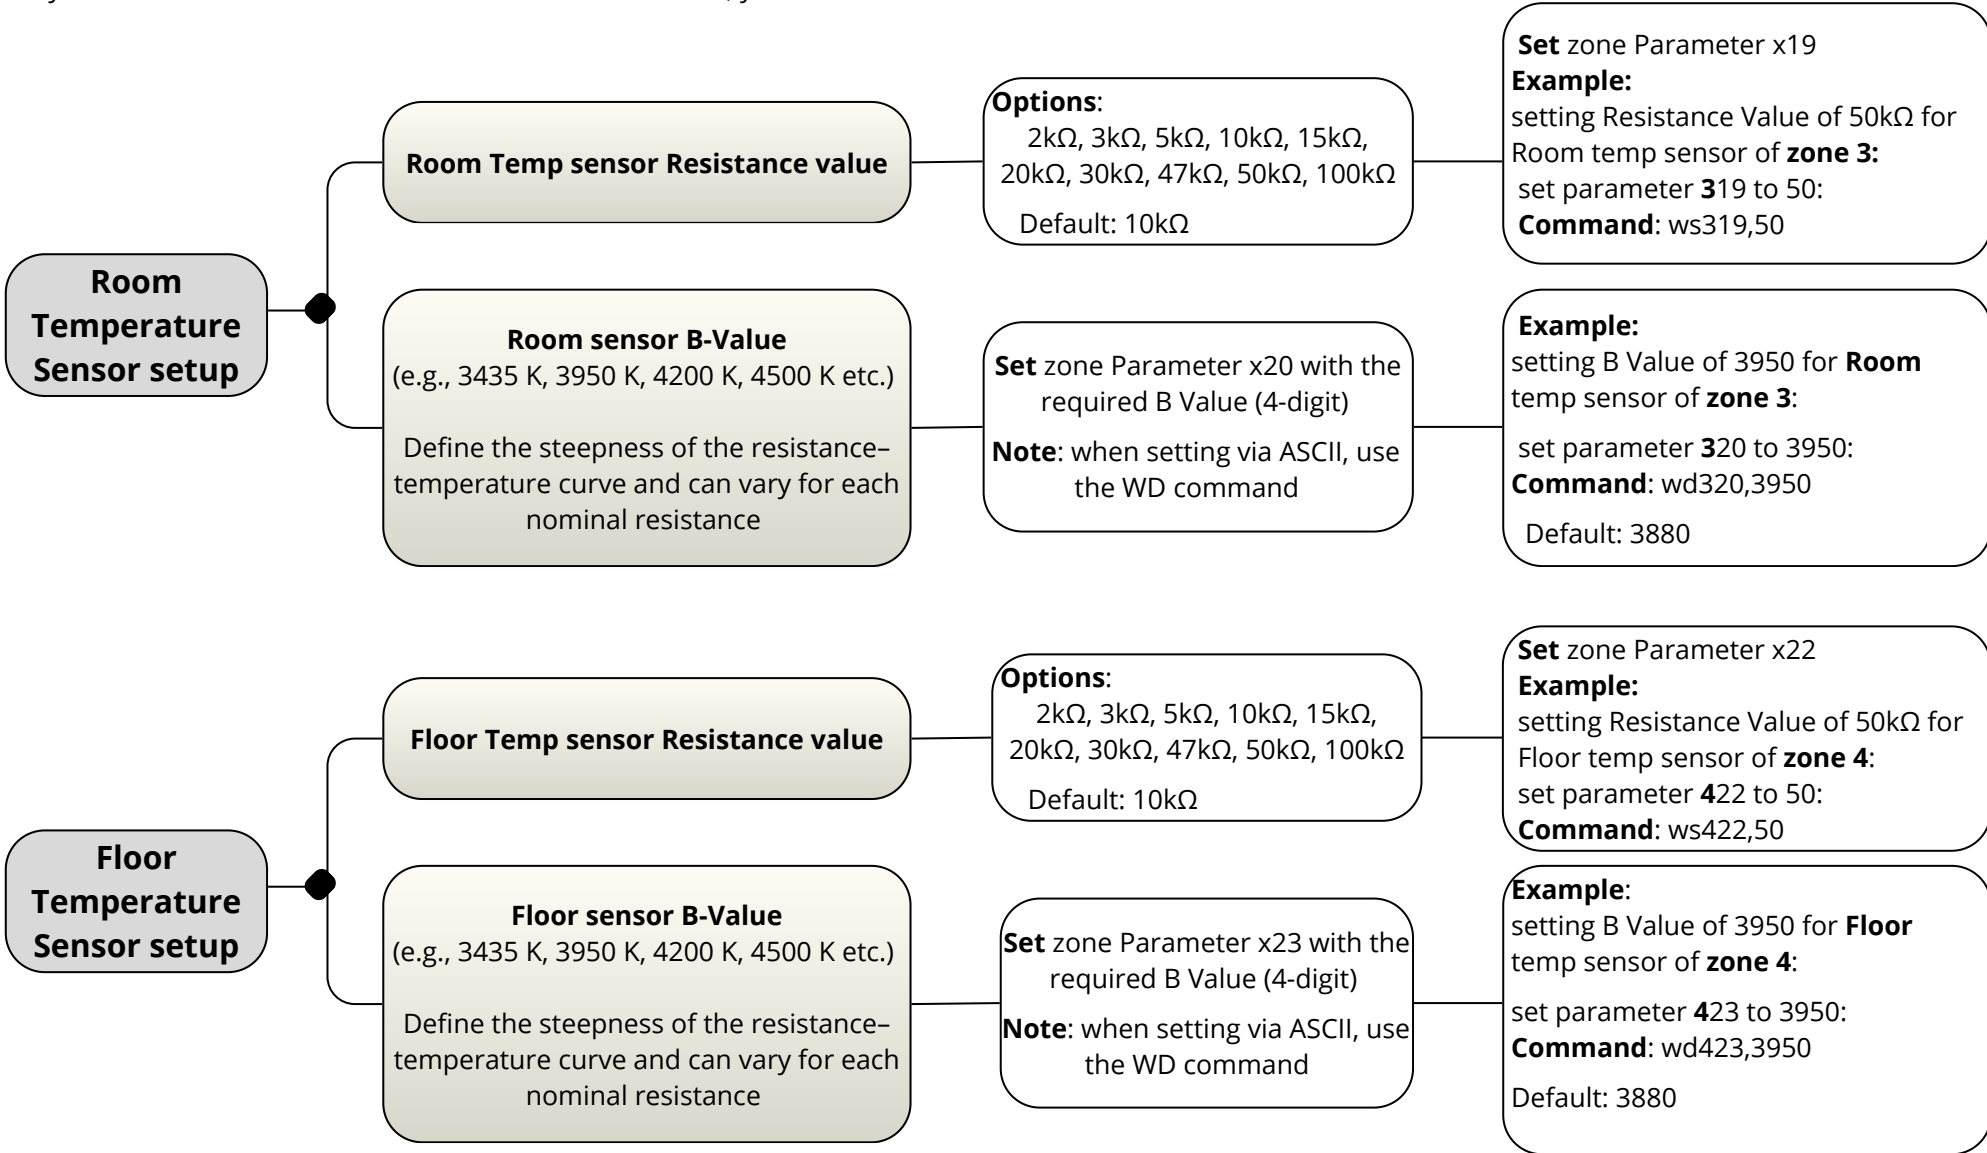 Room
Temperature
Sensor setup
Room Temp sensor Resistance value
Options:
2kΩ, 3kΩ, 5kΩ, 10kΩ, 15kΩ,
20kΩ, 30kΩ, 47kΩ, 50kΩ, 100kΩ
Default: 10kΩ
Set zone Parameter x19
Example:
setting Resistance Value of 50kΩ for
Room temp sensor of zone 3:
set parameter 319 to 50:
Command: ws319,50
Room sensor B-Value
(e.g., 3435 K, 3950 K, 4200 K, 4500 K etc.)
Define the steepness of the resistance–
temperature curve and can vary for each
nominal resistance
Set zone Parameter x20 with the
required B Value (4-digit)
Note: when setting via ASCII, use
the WD command
Example:
setting B Value of 3950 for Room
temp sensor of zone 3:
set parameter 320 to 3950:
Command: wd320,3950
Default: 3880
Floor
Temperature
Sensor setup
Floor Temp sensor Resistance value
Options:
2kΩ, 3kΩ, 5kΩ, 10kΩ, 15kΩ,
20kΩ, 30kΩ, 47kΩ, 50kΩ, 100kΩ
Default: 10kΩ
Set zone Parameter x22
Example:
setting Resistance Value of 50kΩ for
Floor temp sensor of zone 4:
set parameter 422 to 50:
Command: ws422,50
Floor sensor B-Value
(e.g., 3435 K, 3950 K, 4200 K, 4500 K etc.)
Define the steepness of the resistance–
temperature curve and can vary for each
nominal resistance
Set zone Parameter x23 with the
required B Value (4-digit)
Note: when setting via ASCII, use
the WD command
Example:
setting B Value of 3950 for Floor
temp sensor of zone 4:
set parameter 423 to 3950:
Command: wd423,3950
Default: 3880